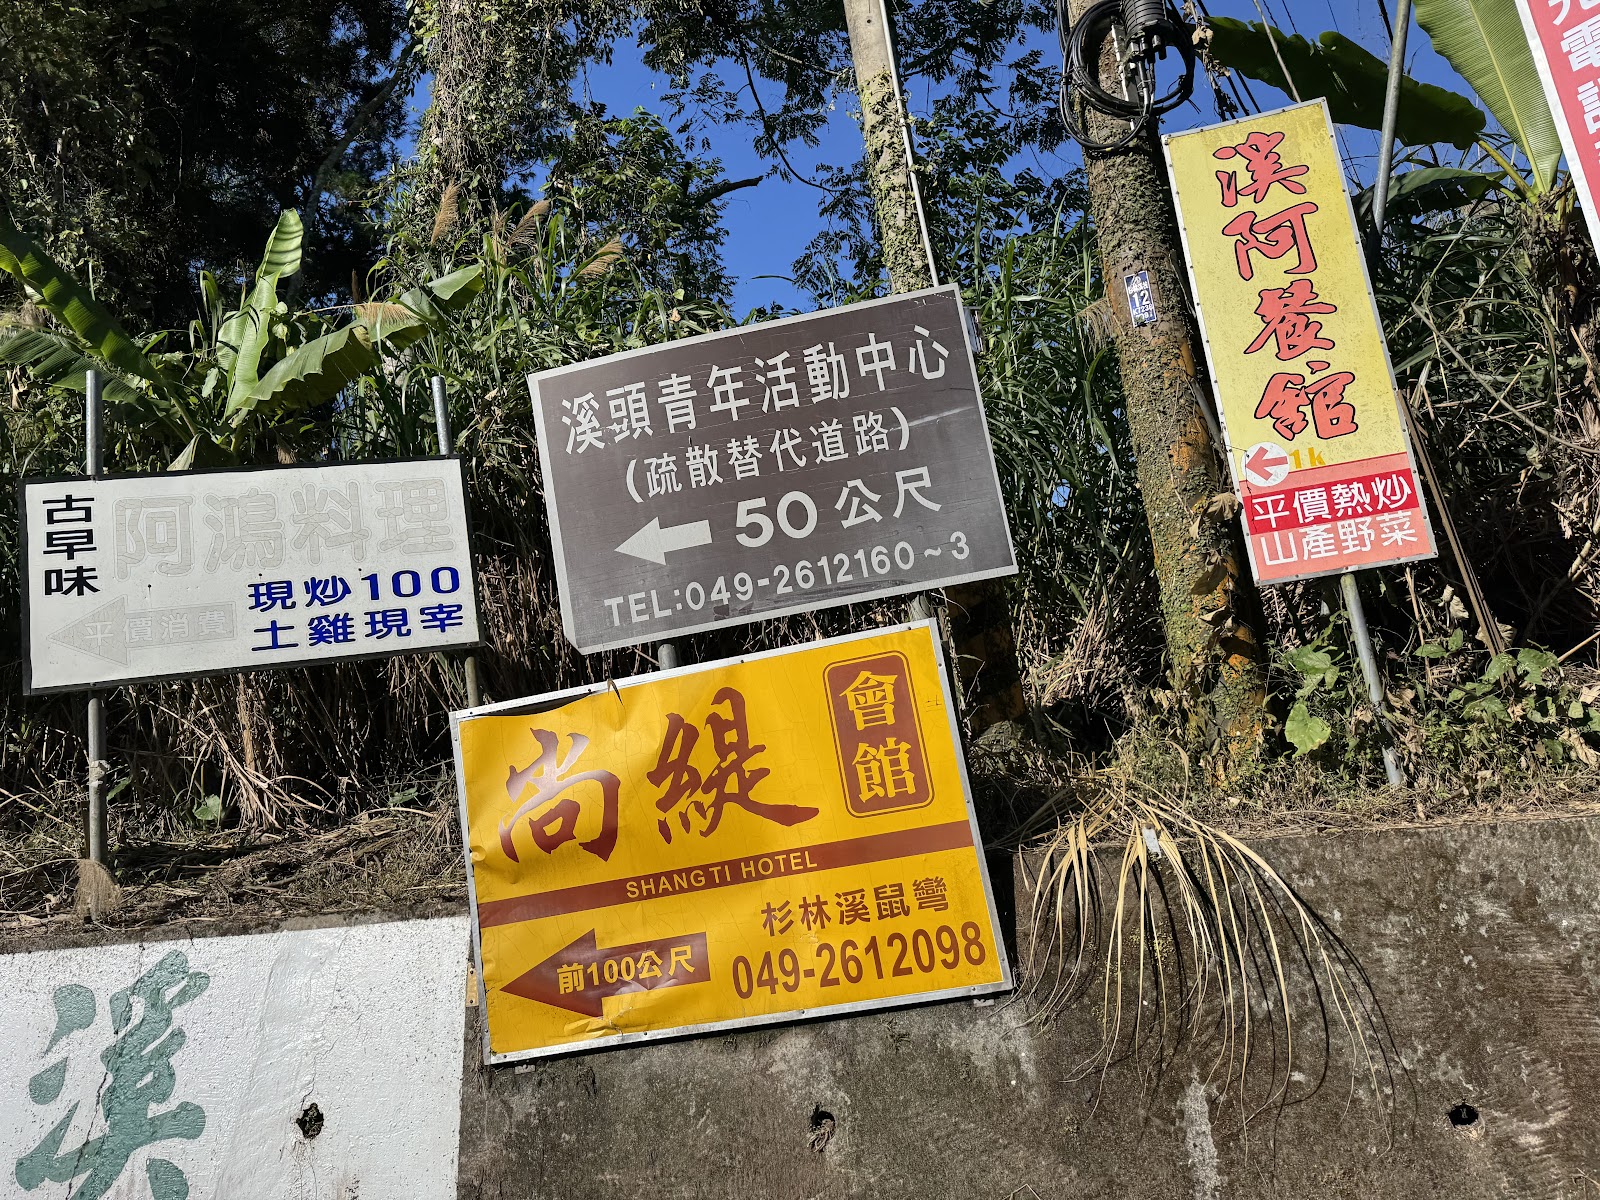 古早味
阿鴻料理
平價消費
現炒100
土雞現宰
溪頭青年活動中心
(疏散替代道路)
50公尺
TEL:049-2612160~3
尚緹
會館
SHANGTI HOTEL
杉林溪鼠彎
前100公尺
049-2612098
溪阿餐館
1k
平價熱炒
山產野菜
12
溪